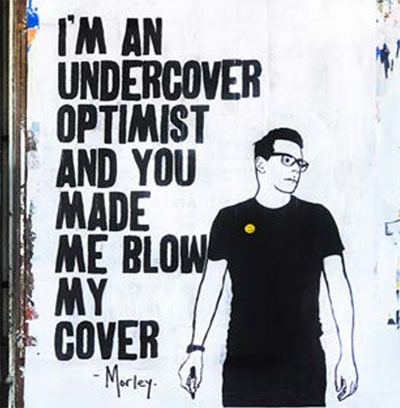 I'M AN
UNDERCOVER
OPTIMIST
AND YOU
MADE
ME BLOW
MY
COVER
- Morley.